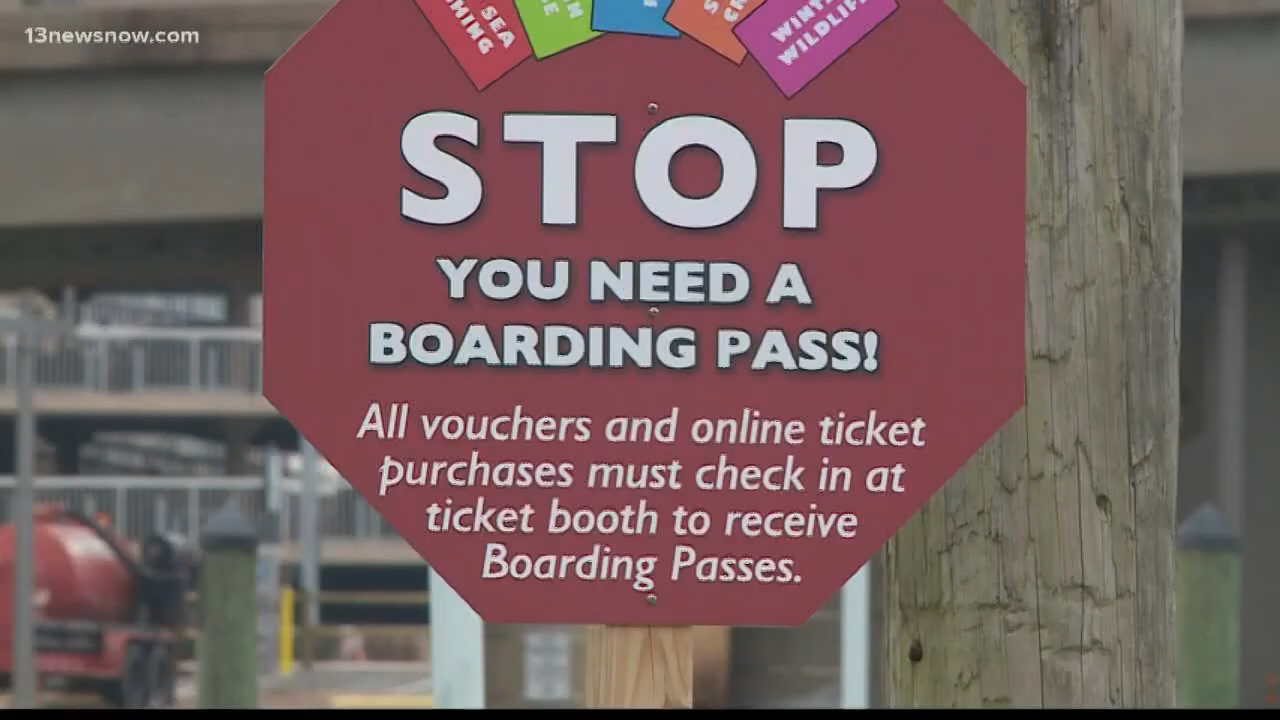 13newsnow.com
SEA
WINTER
WILDLIFE
STOP
YOU NEED A
BOARDING PASS!
All vouchers and online ticket
purchases must check in at
ticket booth to receive
Boarding Passes.